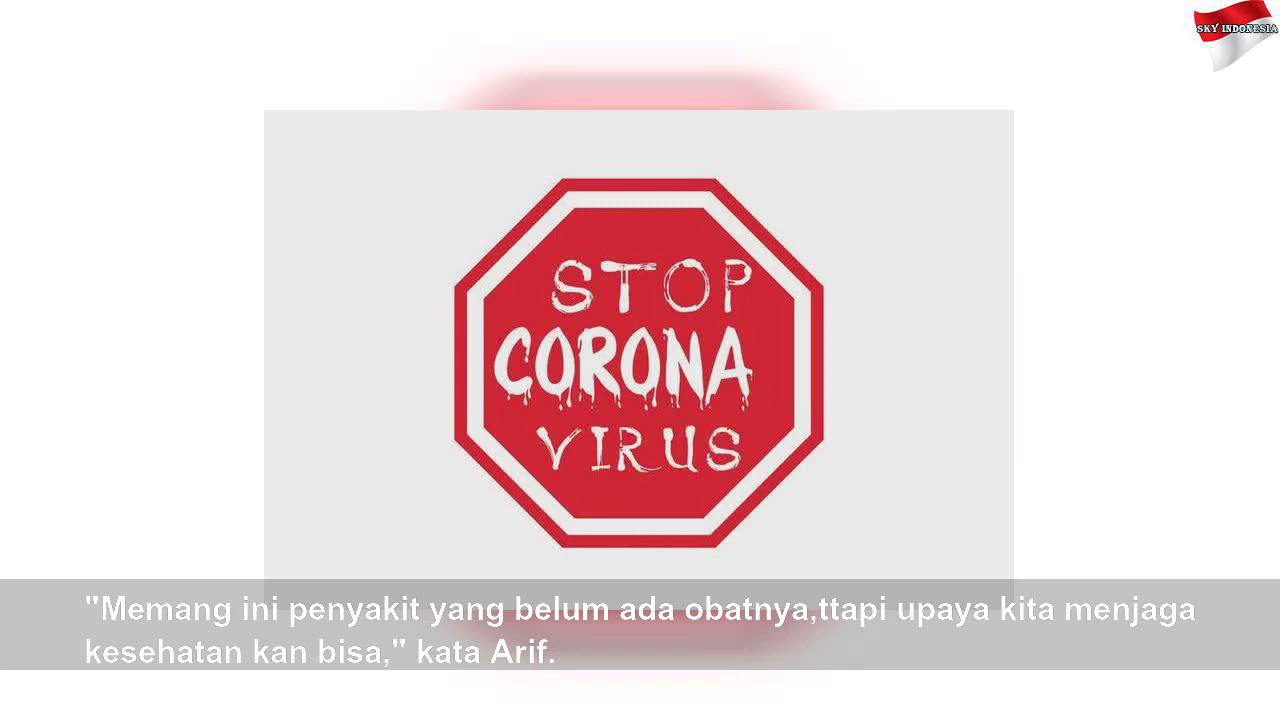 SKY INDONESIA
STOP
CORONA
VIRUS
"Memang ini penyakit yang belum ada obatnya,ttapi upaya kita menjaga
kesehatan kan bisa," kata Arif.